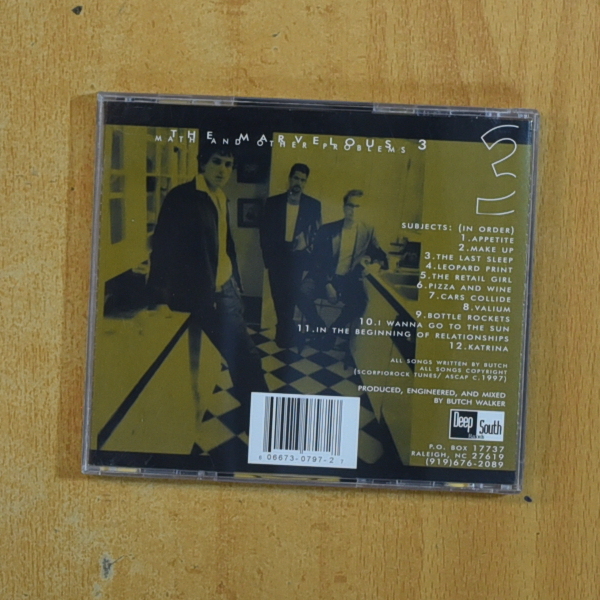 THE MARVELOUS 3
MATH AND OTHER PROBLEMS
3
SUBJECTS: (IN ORDER)
1.APPETITE
2.MAKE UP
3.THE LAST SLEEP
4.LEOPARD PRINT
5.THE RETAIL GIRL
6.PIZZA AND WINE
7.CARS COLLIDE
8.VALIUM
9.BOTTLE ROCKETS
10.I WANNA GO TO THE SUN
11.IN THE BEGINNING OF RELATIONSHIPS
12.KATRINA
ALL SONGS WRITTEN BY BUTCH
ALL SONGS COPYRIGHT
(SCORPIOROCK TUNES/ ASCAP C.1997)
PRODUCED, ENGINEERED, AND MIXED
BY BUTCH WALKER
Deep South
P.O. BOX 17737
RALEIGH, NC 27619
(919)676-2089
6 06673-0797-2 1